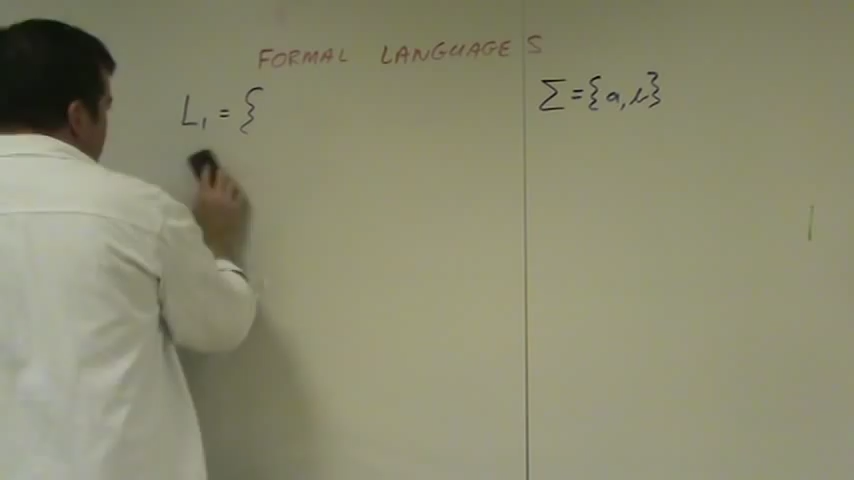 FORMAL LANGUAGES
L₁ = {
Σ = {a, b}